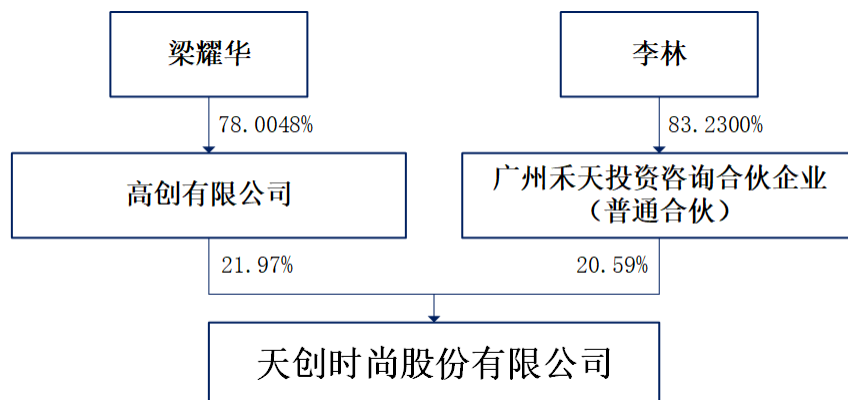 梁耀华
李林
78.0048%
83.2300%
高创有限公司
广州禾天投资咨询合伙企业
（普通合伙）
21.97%
20.59%
天创时尚股份有限公司